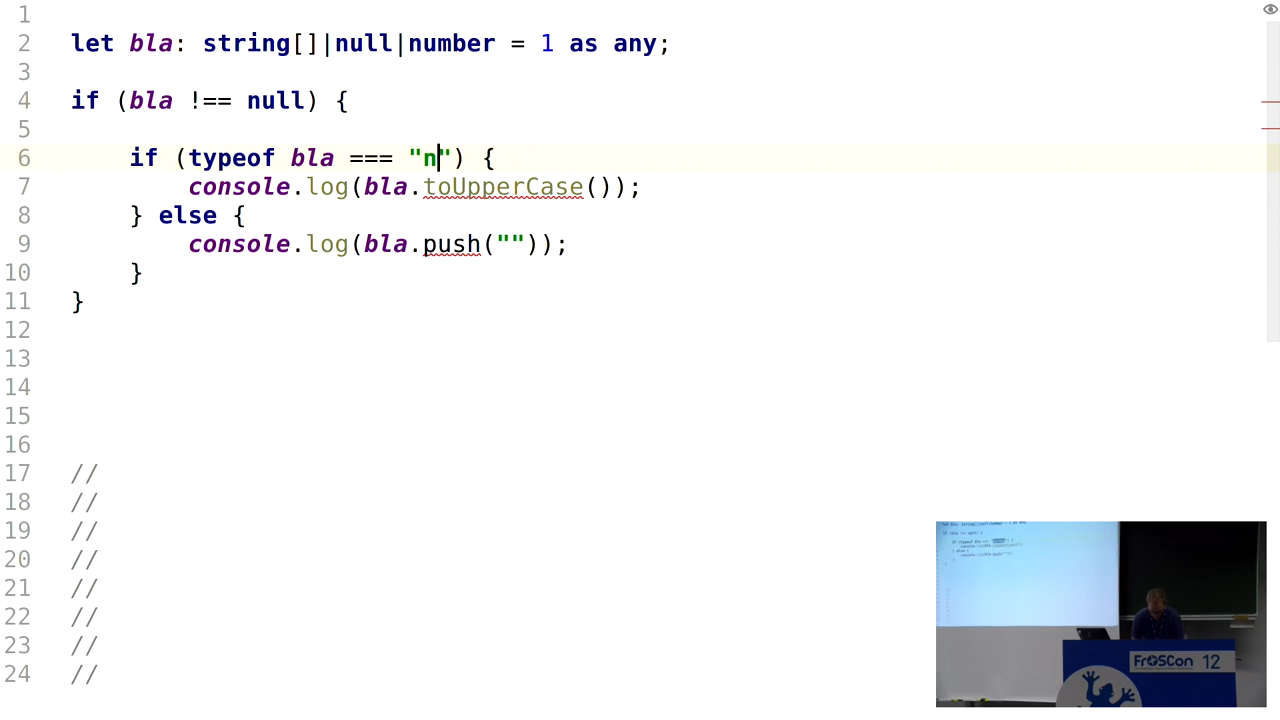 1
2 let bla: string[]|null|number = 1 as any;
3
4 if (bla !== null) {
5
6 if (typeof bla === "n") {
7 console.log(bla.toUpperCase());
8 } else {
9 console.log(bla.push(""));
10 }
11 }
12
13
14
15
16
17 //
18 //
19 //
20 //
21 //
22 //
23 //
24 //
FrOSCon 12